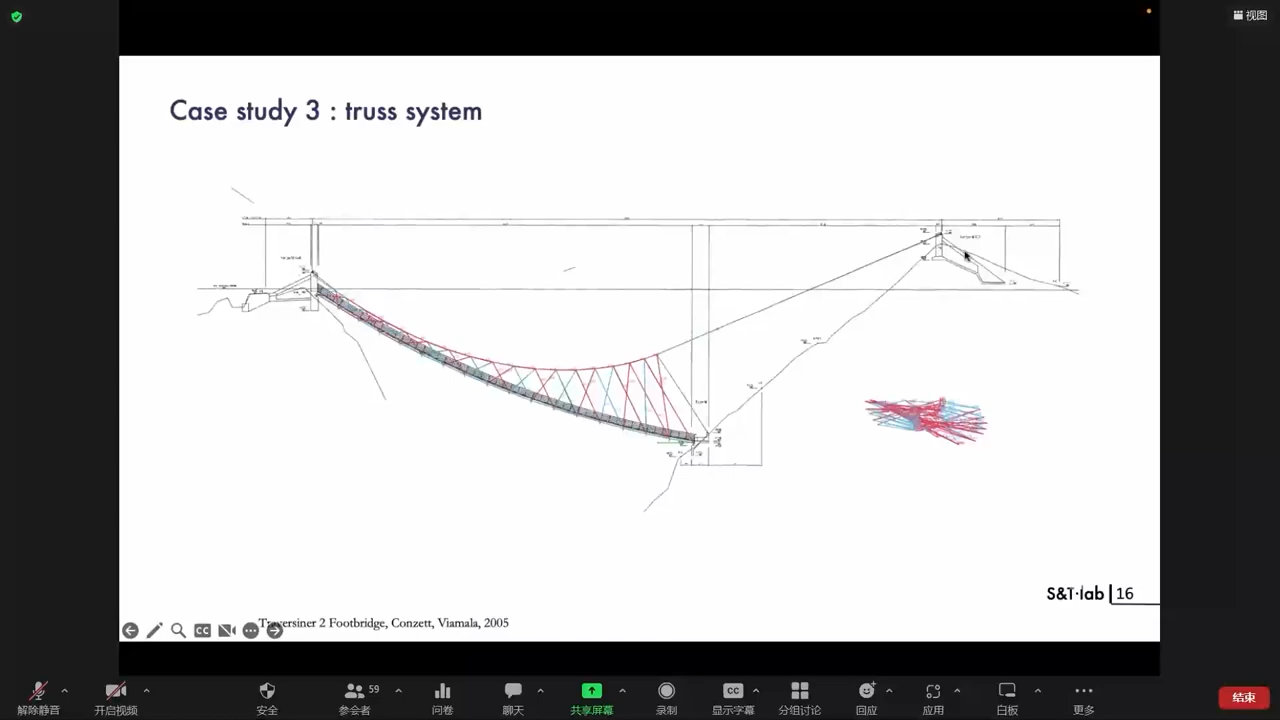 视图
Case study 3 : truss system
S&T·lab 16
Traversiner 2 Footbridge, Conzett, Viamala, 2005
CC
解除静音
开启视频
安全
59
参会者
问卷
聊天
共享屏幕
录制
CC
显示字幕
分组讨论
回应
应用
白板
更多
结束